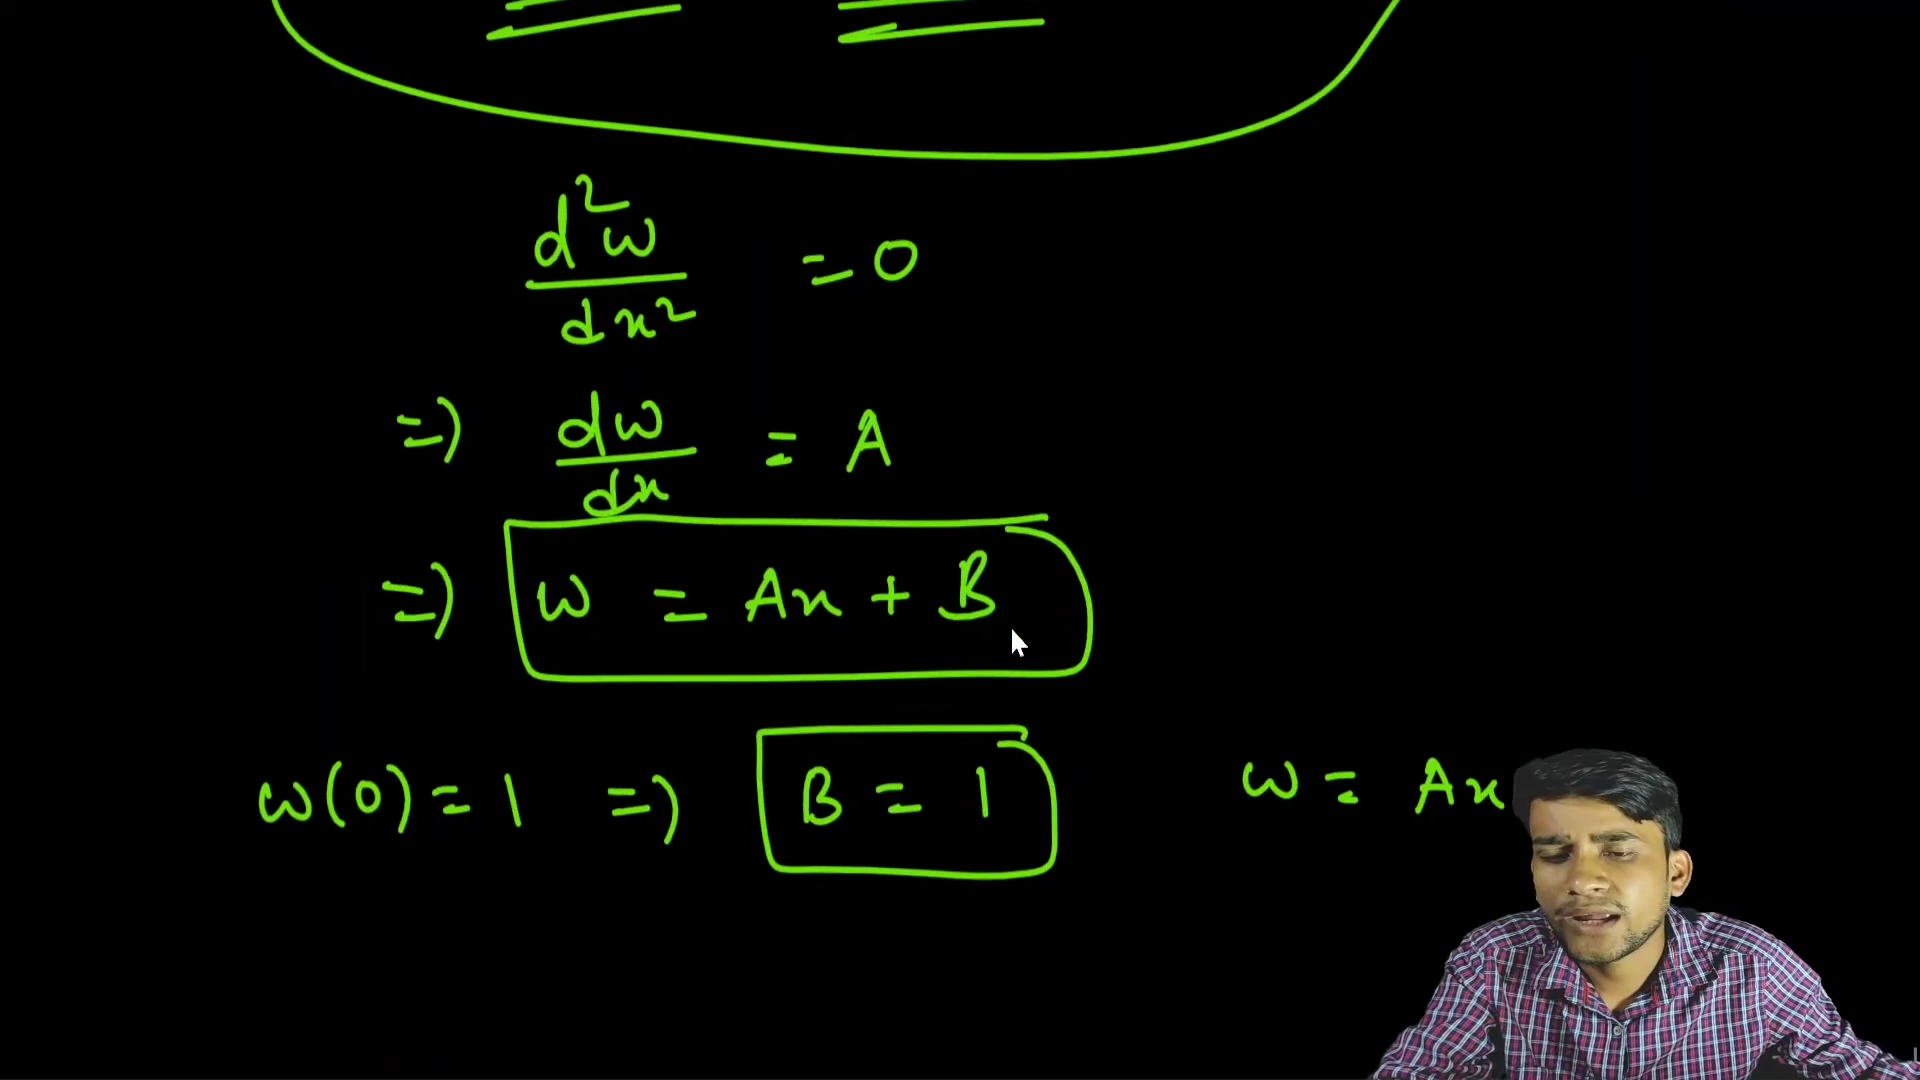 d²w/dx² = 0
=> dw/dx = A
=> w = Ax + B
w(0) = 1 => B = 1
w = Ax